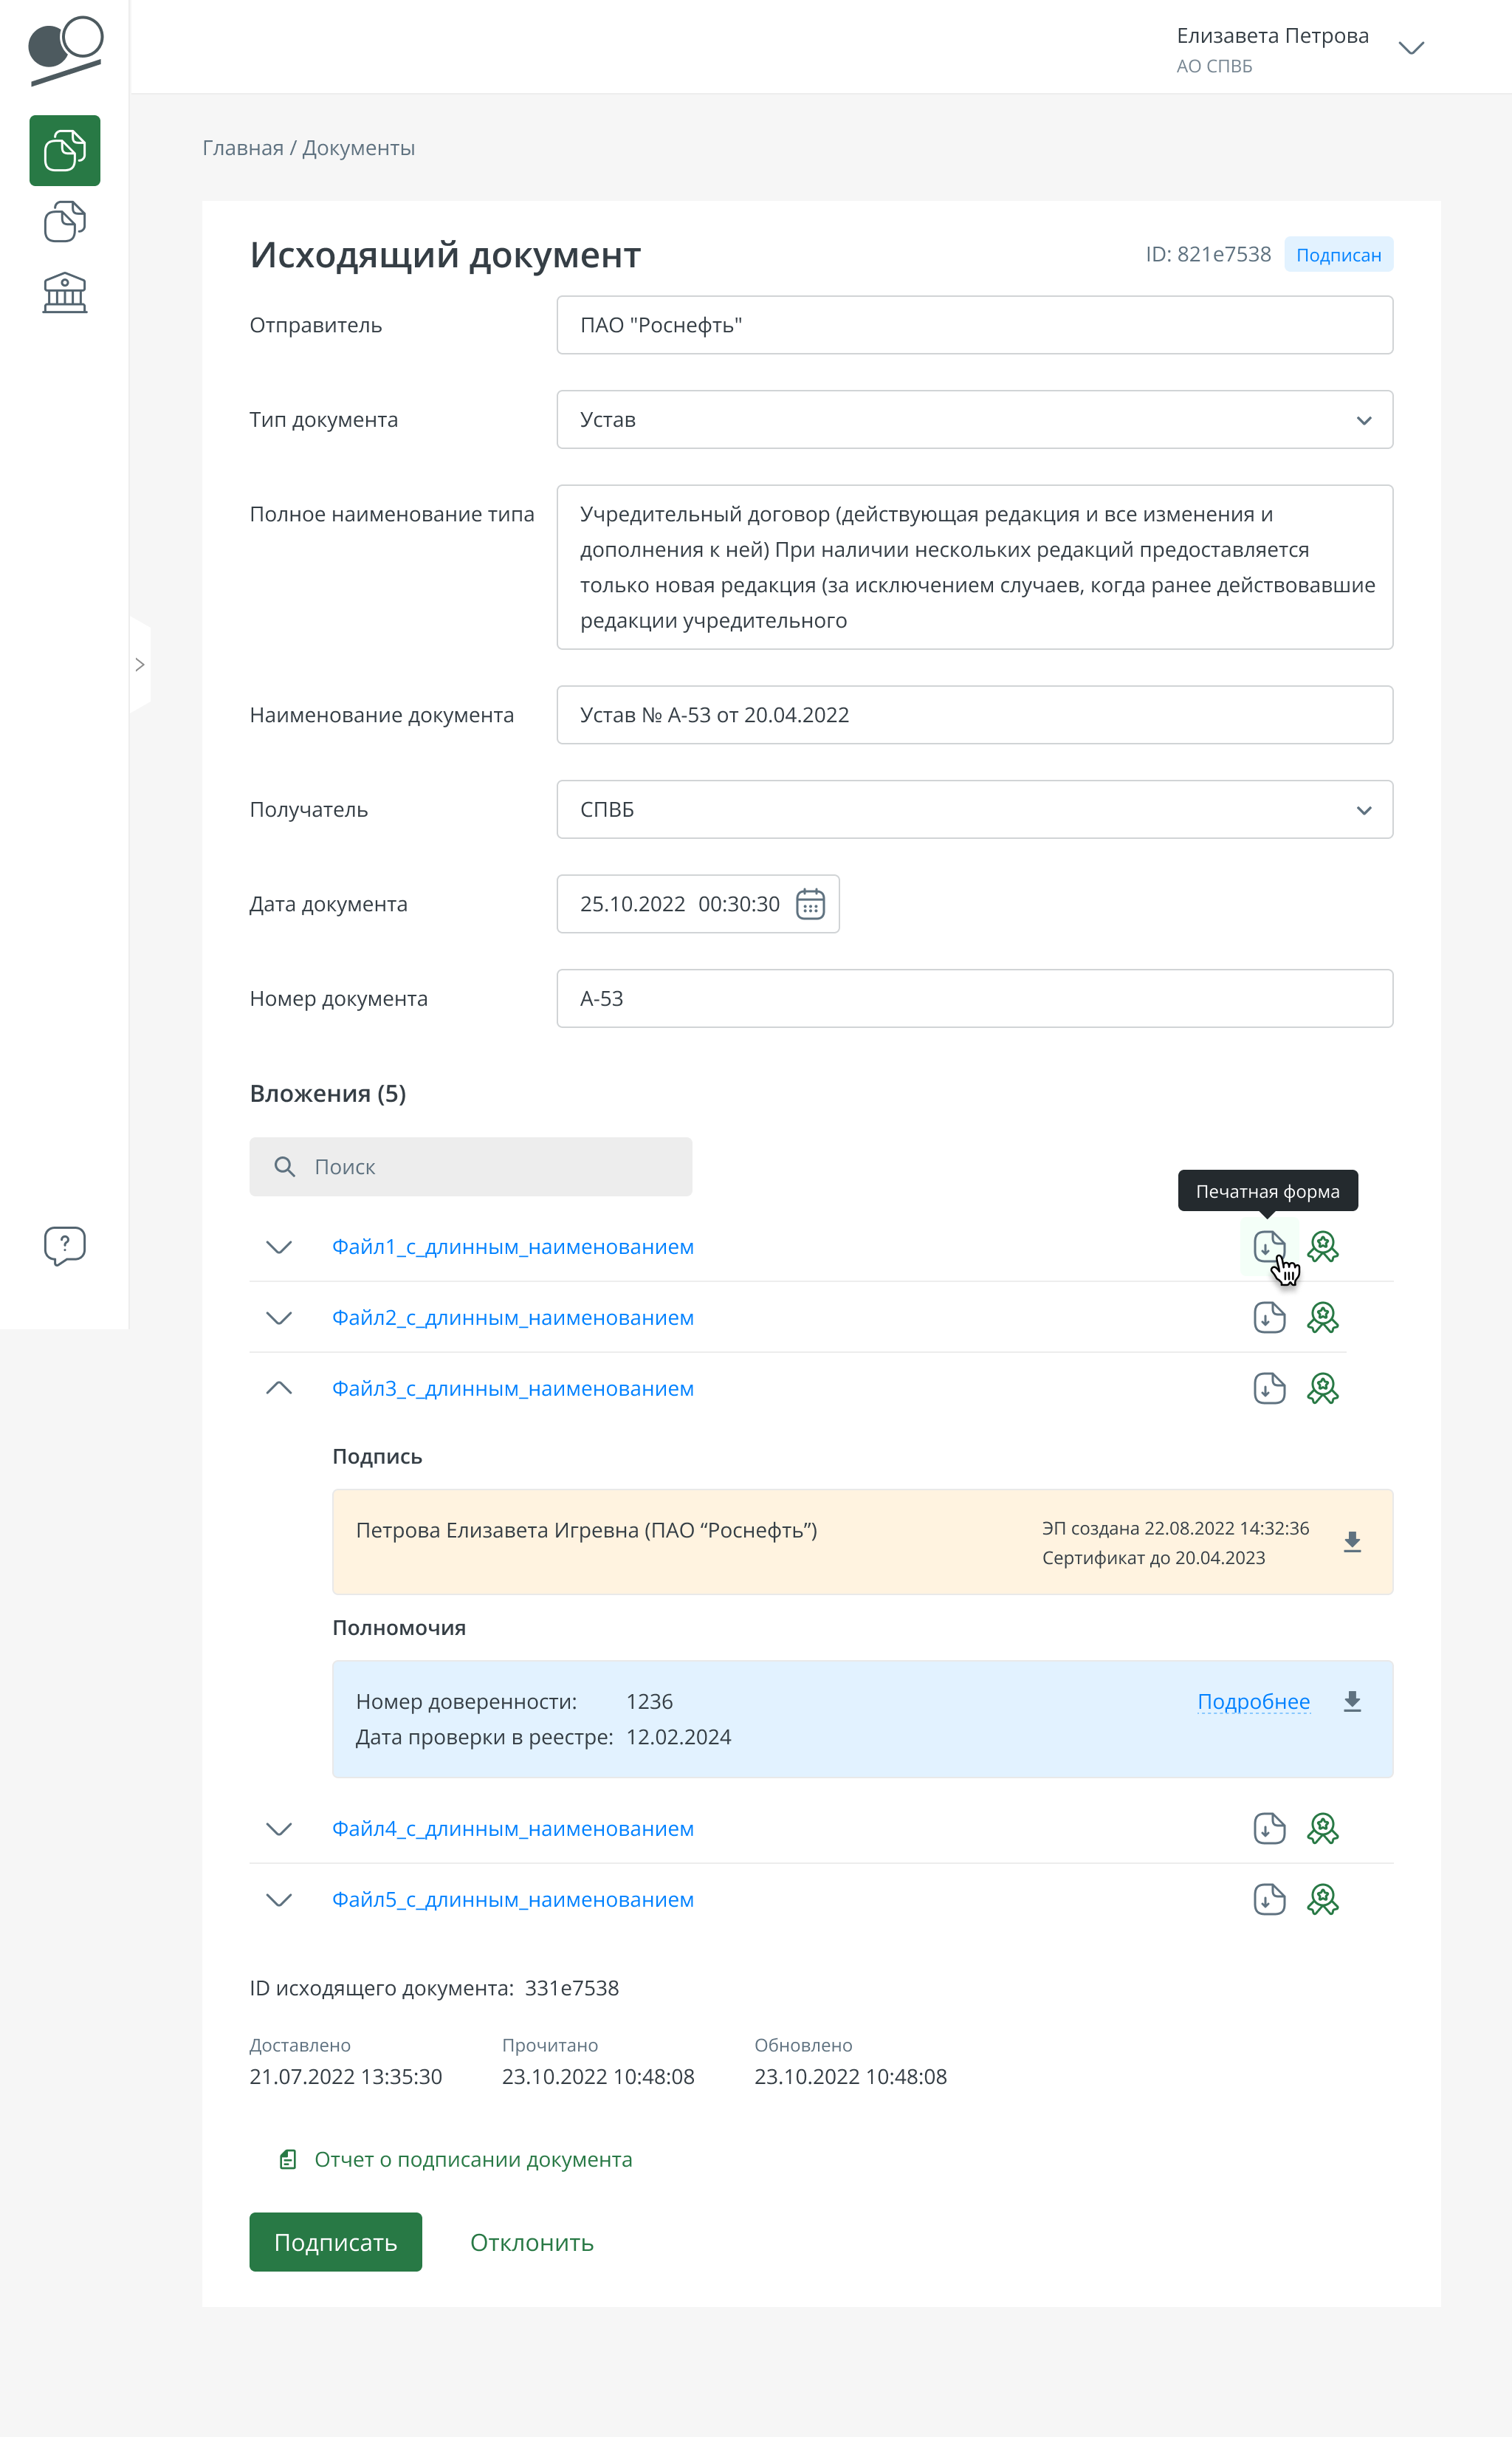 Елизавета Петрова
АО СПВБ
Главная / Документы
Исходящий документ
ID: 821e7538
Подписан
Отправитель
ПАО "Роснефть"
Тип документа
Устав
Полное наименование типа
Учредительный договор (действующая редакция и все изменения и
дополнения к ней) При наличии нескольких редакций предоставляется
только новая редакция (за исключением случаев, когда ранее действовавшие
редакции учредительного
Наименование документа
Устав № А-53 от 20.04.2022
Получатель
СПВБ
Дата документа
25.10.2022 00:30:30
Номер документа
А-53
Вложения (5)
Поиск
Печатная форма
Файл1_с_длинным_наименованием
Файл2_с_длинным_наименованием
Файл3_с_длинным_наименованием
Подпись
Петрова Елизавета Игревна (ПАО “Роснефть”)
ЭП создана 22.08.2022 14:32:36
Сертификат до 20.04.2023
Полномочия
Номер доверенности: 1236
Подробнее
Дата проверки в реестре: 12.02.2024
Файл4_с_длинным_наименованием
Файл5_с_длинным_наименованием
ID исходящего документа: 331e7538
Доставлено
21.07.2022 13:35:30
Прочитано
23.10.2022 10:48:08
Обновлено
23.10.2022 10:48:08
Отчет о подписании документа
Подписать
Отклонить